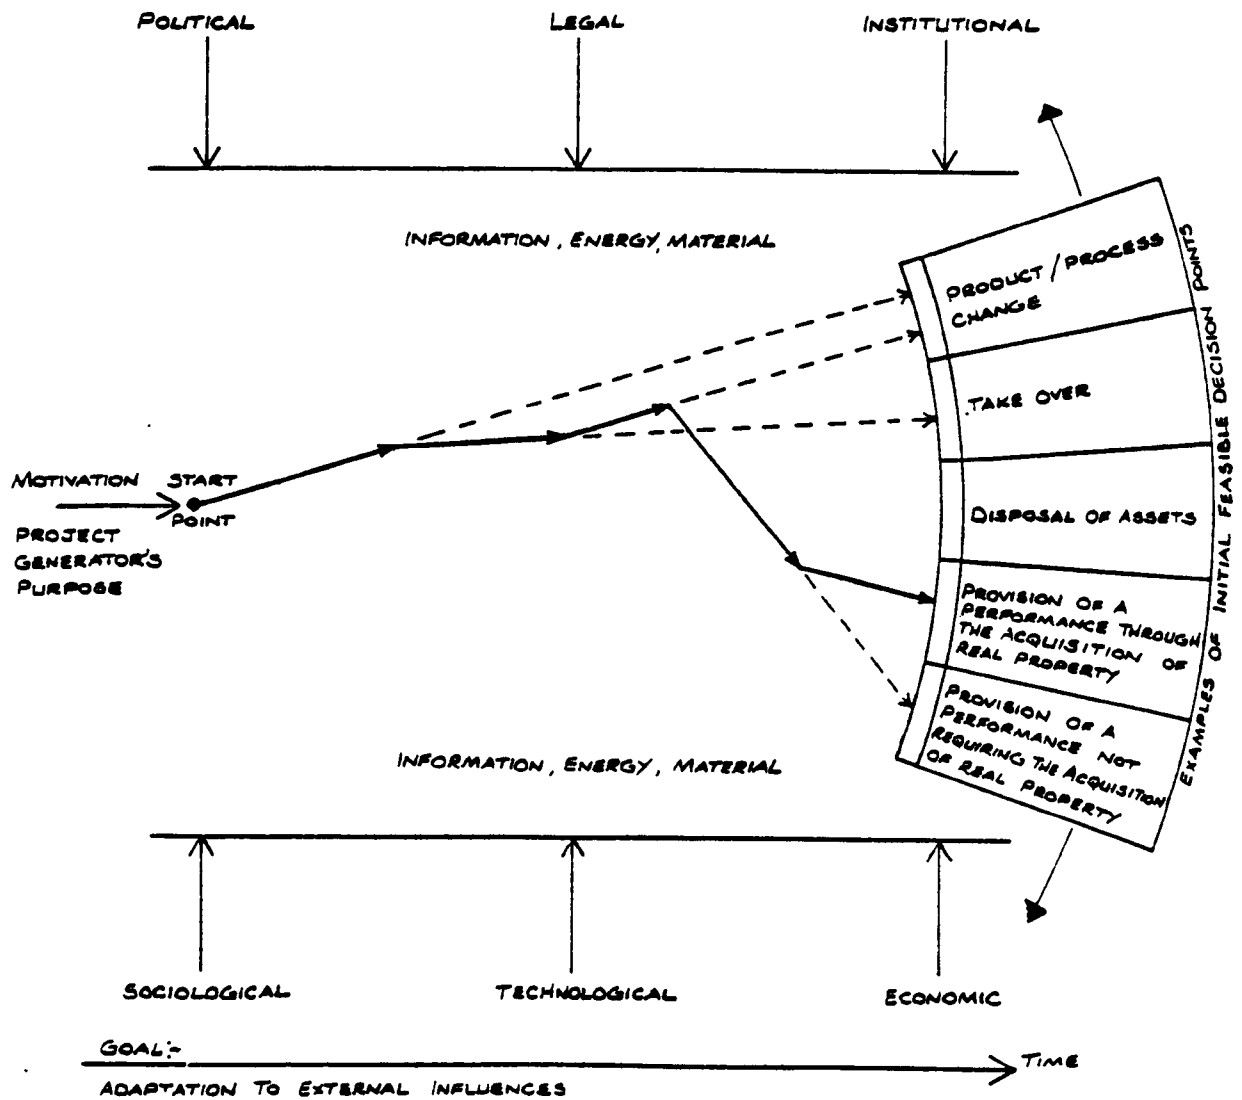 POLITICAL
LEGAL
INSTITUTIONAL
INFORMATION, ENERGY, MATERIAL
PRODUCT / PROCESS
CHANGE
TAKE OVER
DISPOSAL OF ASSETS
PROVISION OF A
PERFORMANCE THROUGH
THE ACQUISITION OF
REAL PROPERTY
PROVISION OF A
PERFORMANCE NOT
REQUIRING THE ACQUISITION
OF REAL PROPERTY
EXAMPLES OF INITIAL FEASIBLE DECISION POINTS
MOTIVATION
START
POINT
PROJECT
GENERATOR'S
PURPOSE
INFORMATION, ENERGY, MATERIAL
SOCIOLOGICAL
TECHNOLOGICAL
ECONOMIC
GOAL:-
TIME
ADAPTATION TO EXTERNAL INFLUENCES